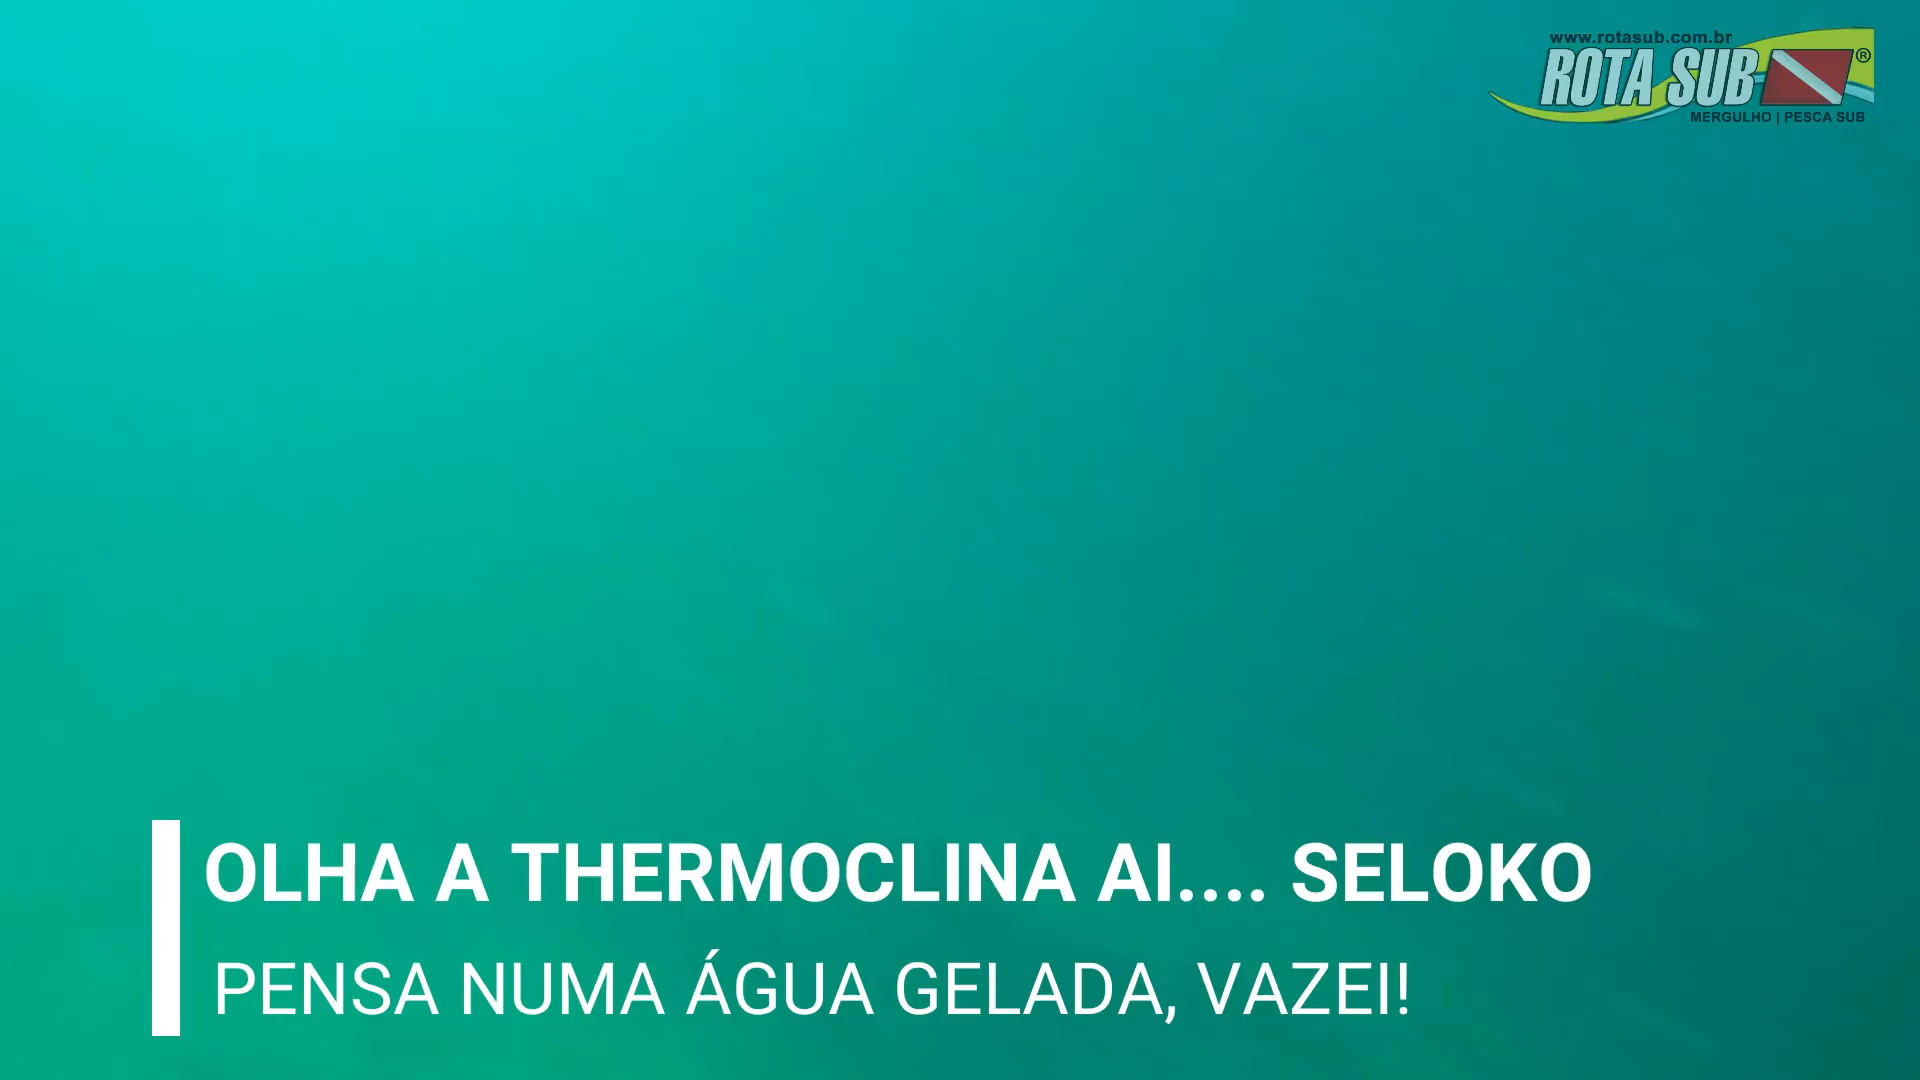 www.rotasub.com.br
ROTA SUB ®
MERGULHO | PESCA SUB
OLHA A THERMOCLINA AI.... SELOKO
PENSA NUMA ÁGUA GELADA, VAZEI!